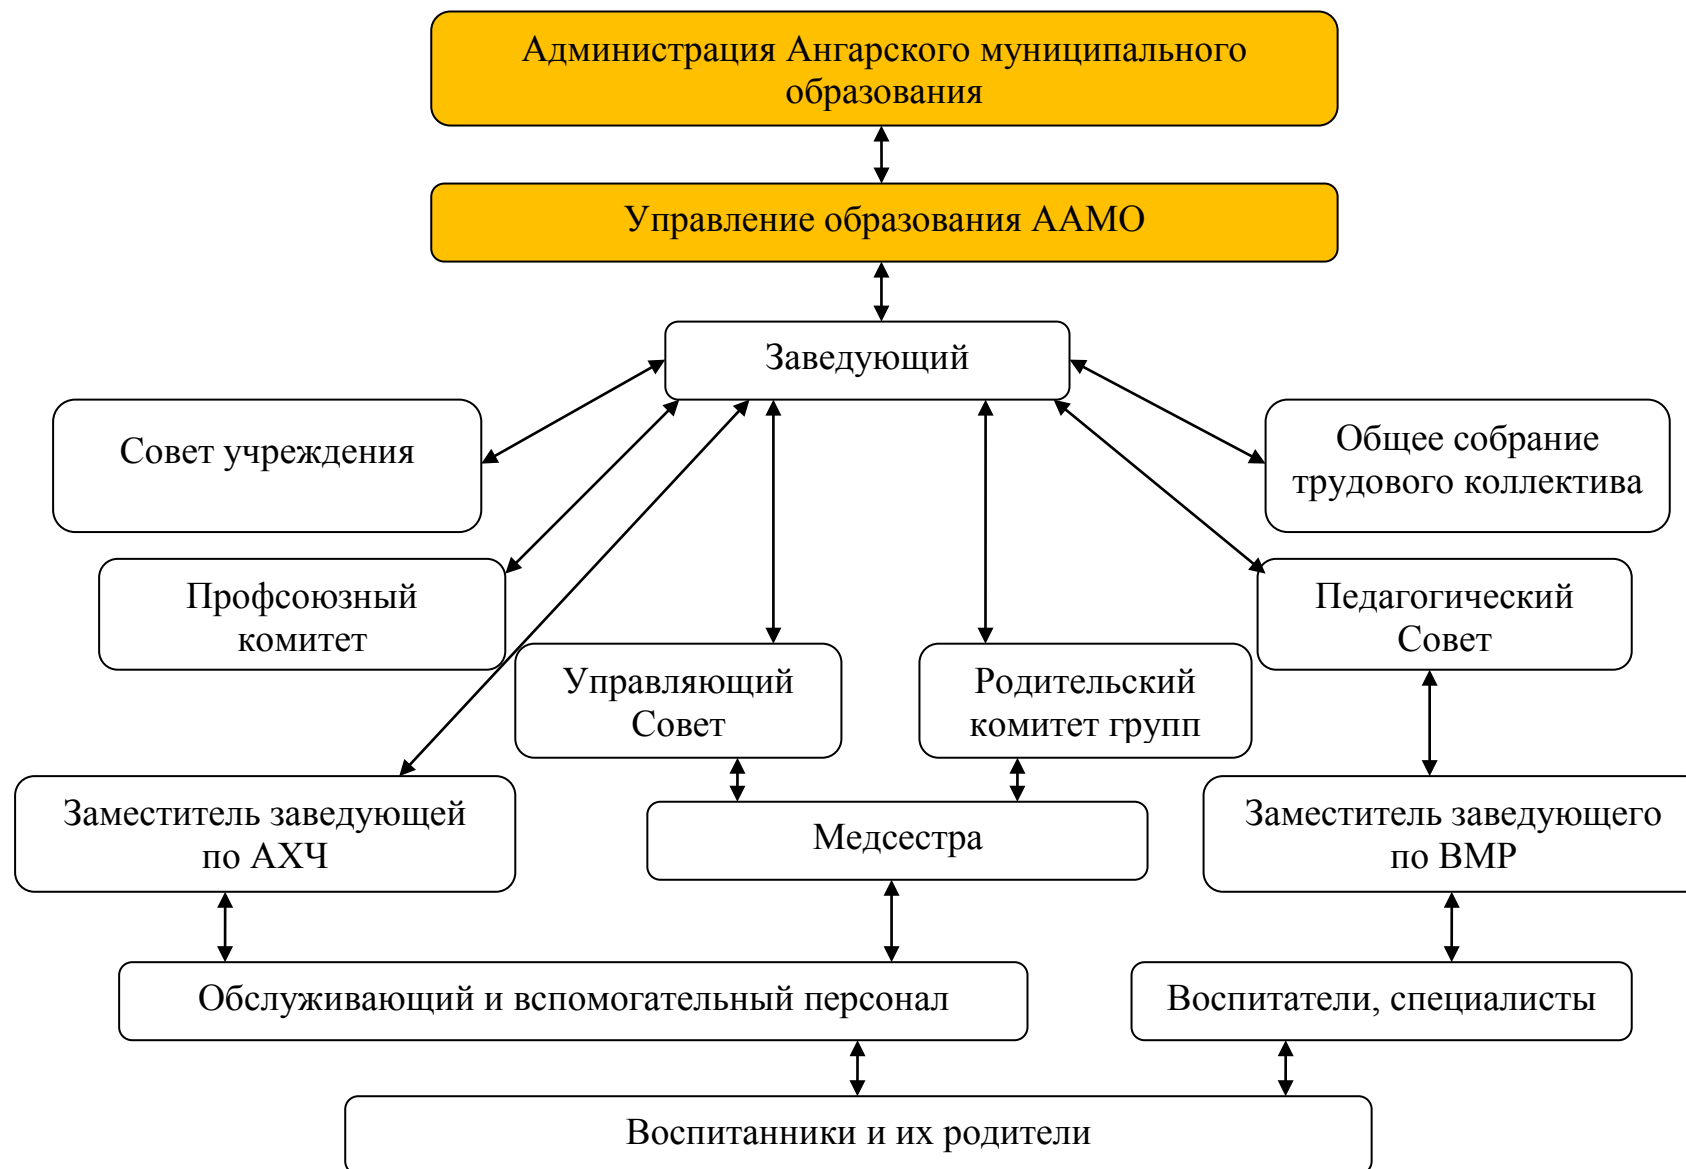 Администрация Ангарского муниципального
образования
Управление образования ААМО
Заведующий
Совет учреждения
Общее собрание
трудового коллектива
Профсоюзный
комитет
Педагогический
Совет
Управляющий
Совет
Родительский
комитет групп
Заместитель заведующей
по АХЧ
Медсестра
Заместитель заведующего
по ВМР
Обслуживающий и вспомогательный персонал
Воспитатели, специалисты
Воспитанники и их родители